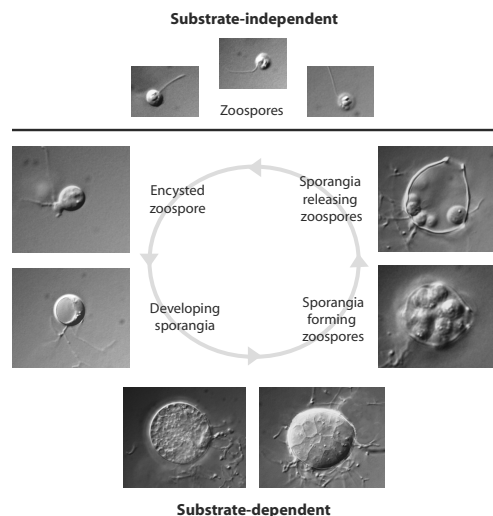 Substrate-independent
Zoospores
Encysted
zoospore
Sporangia
releasing
zoospores
Developing
sporangia
Sporangia
forming
zoospores
Substrate-dependent